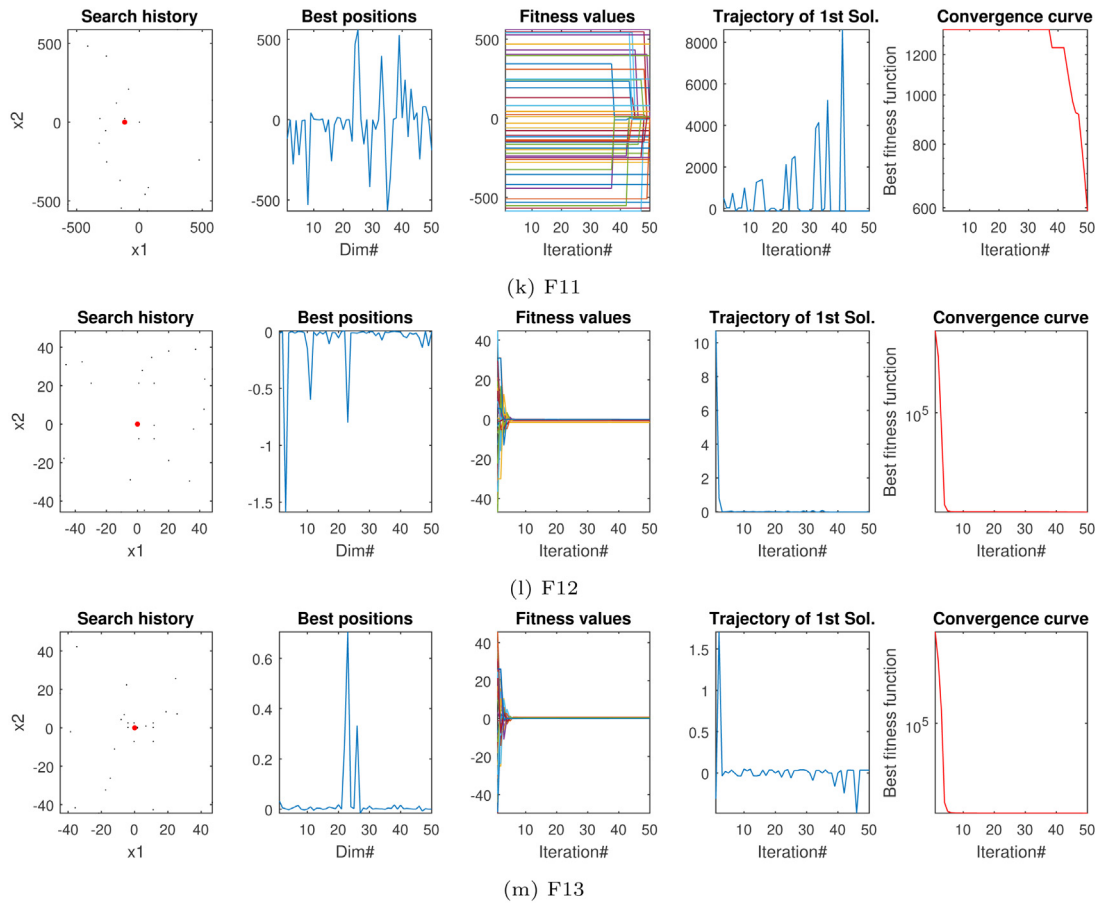 Search history Best positions Fitness values Trajectory of 1st Sol. Convergence curve
x2
500
0
-500
-500 0 500
x1
500
0
-500
10 20 30 40 50
Dim#
500
0
-500
10 20 30 40 50
Iteration#
8000
6000
4000
2000
0
10 20 30 40 50
Iteration#
Best fitness function
1200
1000
800
600
10 20 30 40 50
Iteration#
(k) F11
Search history Best positions Fitness values Trajectory of 1st Sol. Convergence curve
x2
40
20
0
-20
-40
-40 -20 0 20 40
x1
0
-0.5
-1
-1.5
10 20 30 40 50
Dim#
40
20
0
-20
-40
10 20 30 40 50
Iteration#
10
8
6
4
2
0
10 20 30 40 50
Iteration#
Best fitness function
10^5
10 20 30 40 50
Iteration#
(l) F12
Search history Best positions Fitness values Trajectory of 1st Sol. Convergence curve
x2
40
20
0
-20
-40
-40 -20 0 20 40
x1
0.6
0.4
0.2
0
10 20 30 40 50
Dim#
40
20
0
-20
-40
10 20 30 40 50
Iteration#
1.5
1
0.5
0
10 20 30 40 50
Iteration#
Best fitness function
10^5
10 20 30 40 50
Iteration#
(m) F13